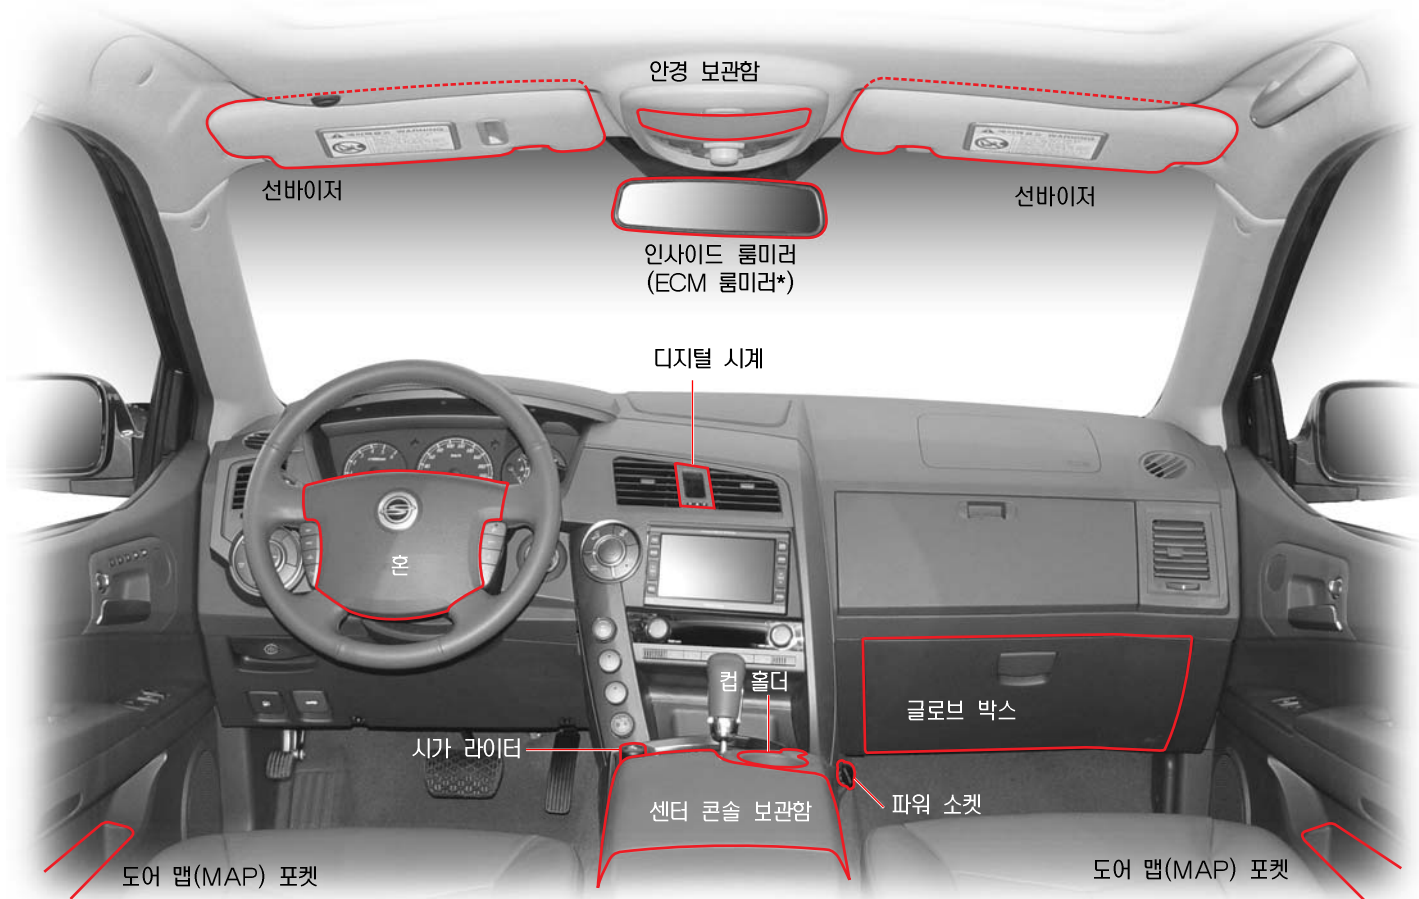 안경 보관함
선바이저
선바이저
인사이드 룸미러
(ECM 룸미러*)
디지털 시계
혼
컵 홀더
글로브 박스
시가 라이터
센터 콘솔 보관함
파워 소켓
도어 맵(MAP) 포켓
도어 맵(MAP) 포켓
WARNING
WARNING